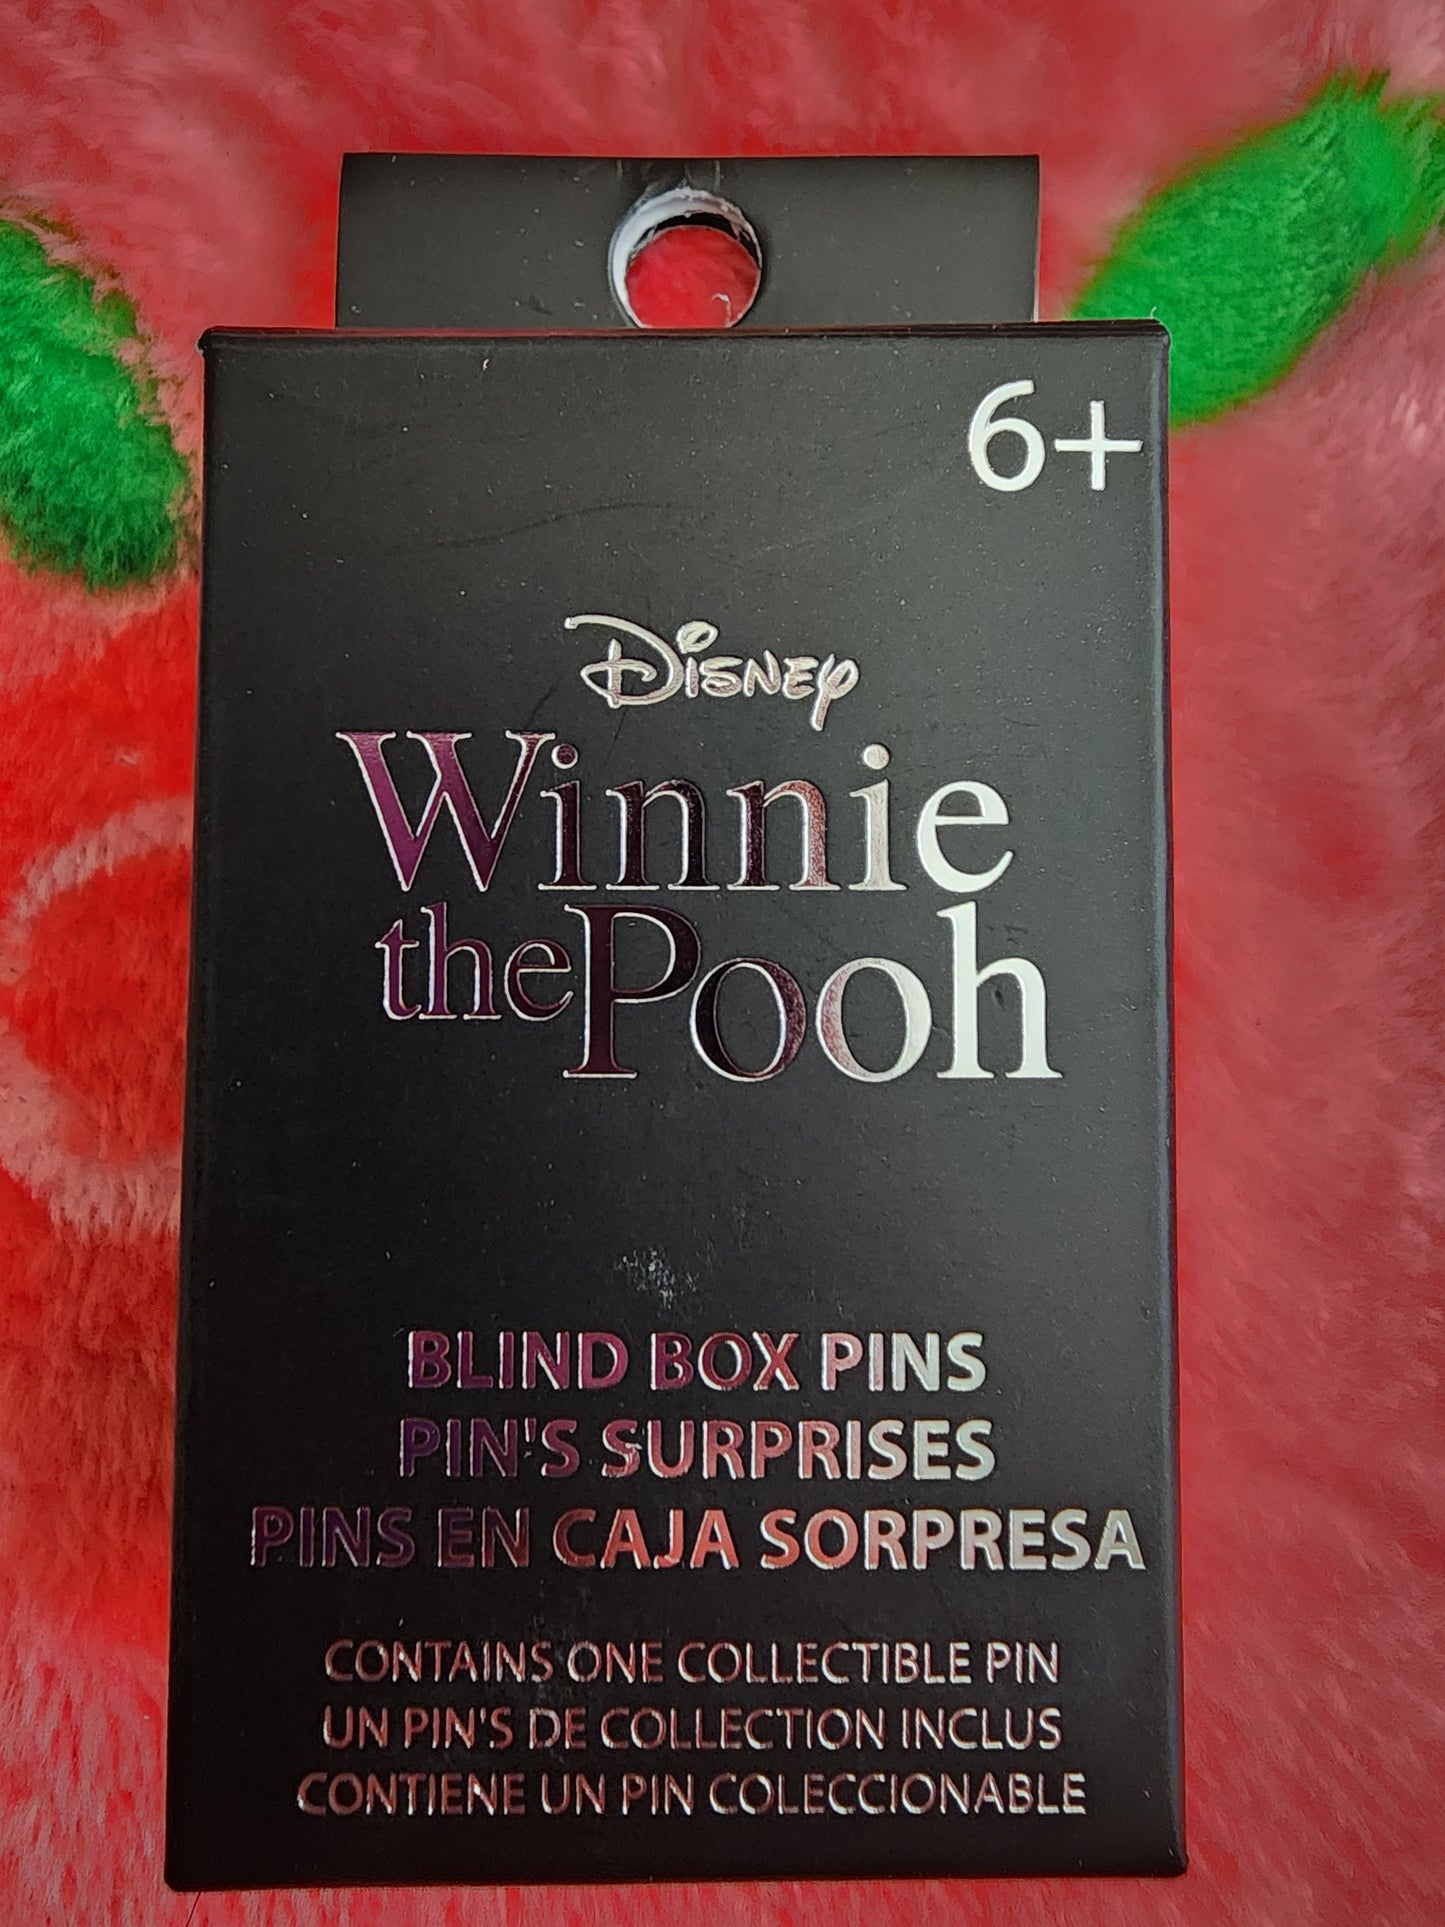 6+
Disney
Winnie
the Pooh
BLIND BOX PINS
PIN'S SURPRISES
PINS EN CAJA SORPRESA
CONTAINS ONE COLLECTIBLE PIN
UN PIN'S DE COLLECTION INCLUS
CONTIENE UN PIN COLECCIONABLE